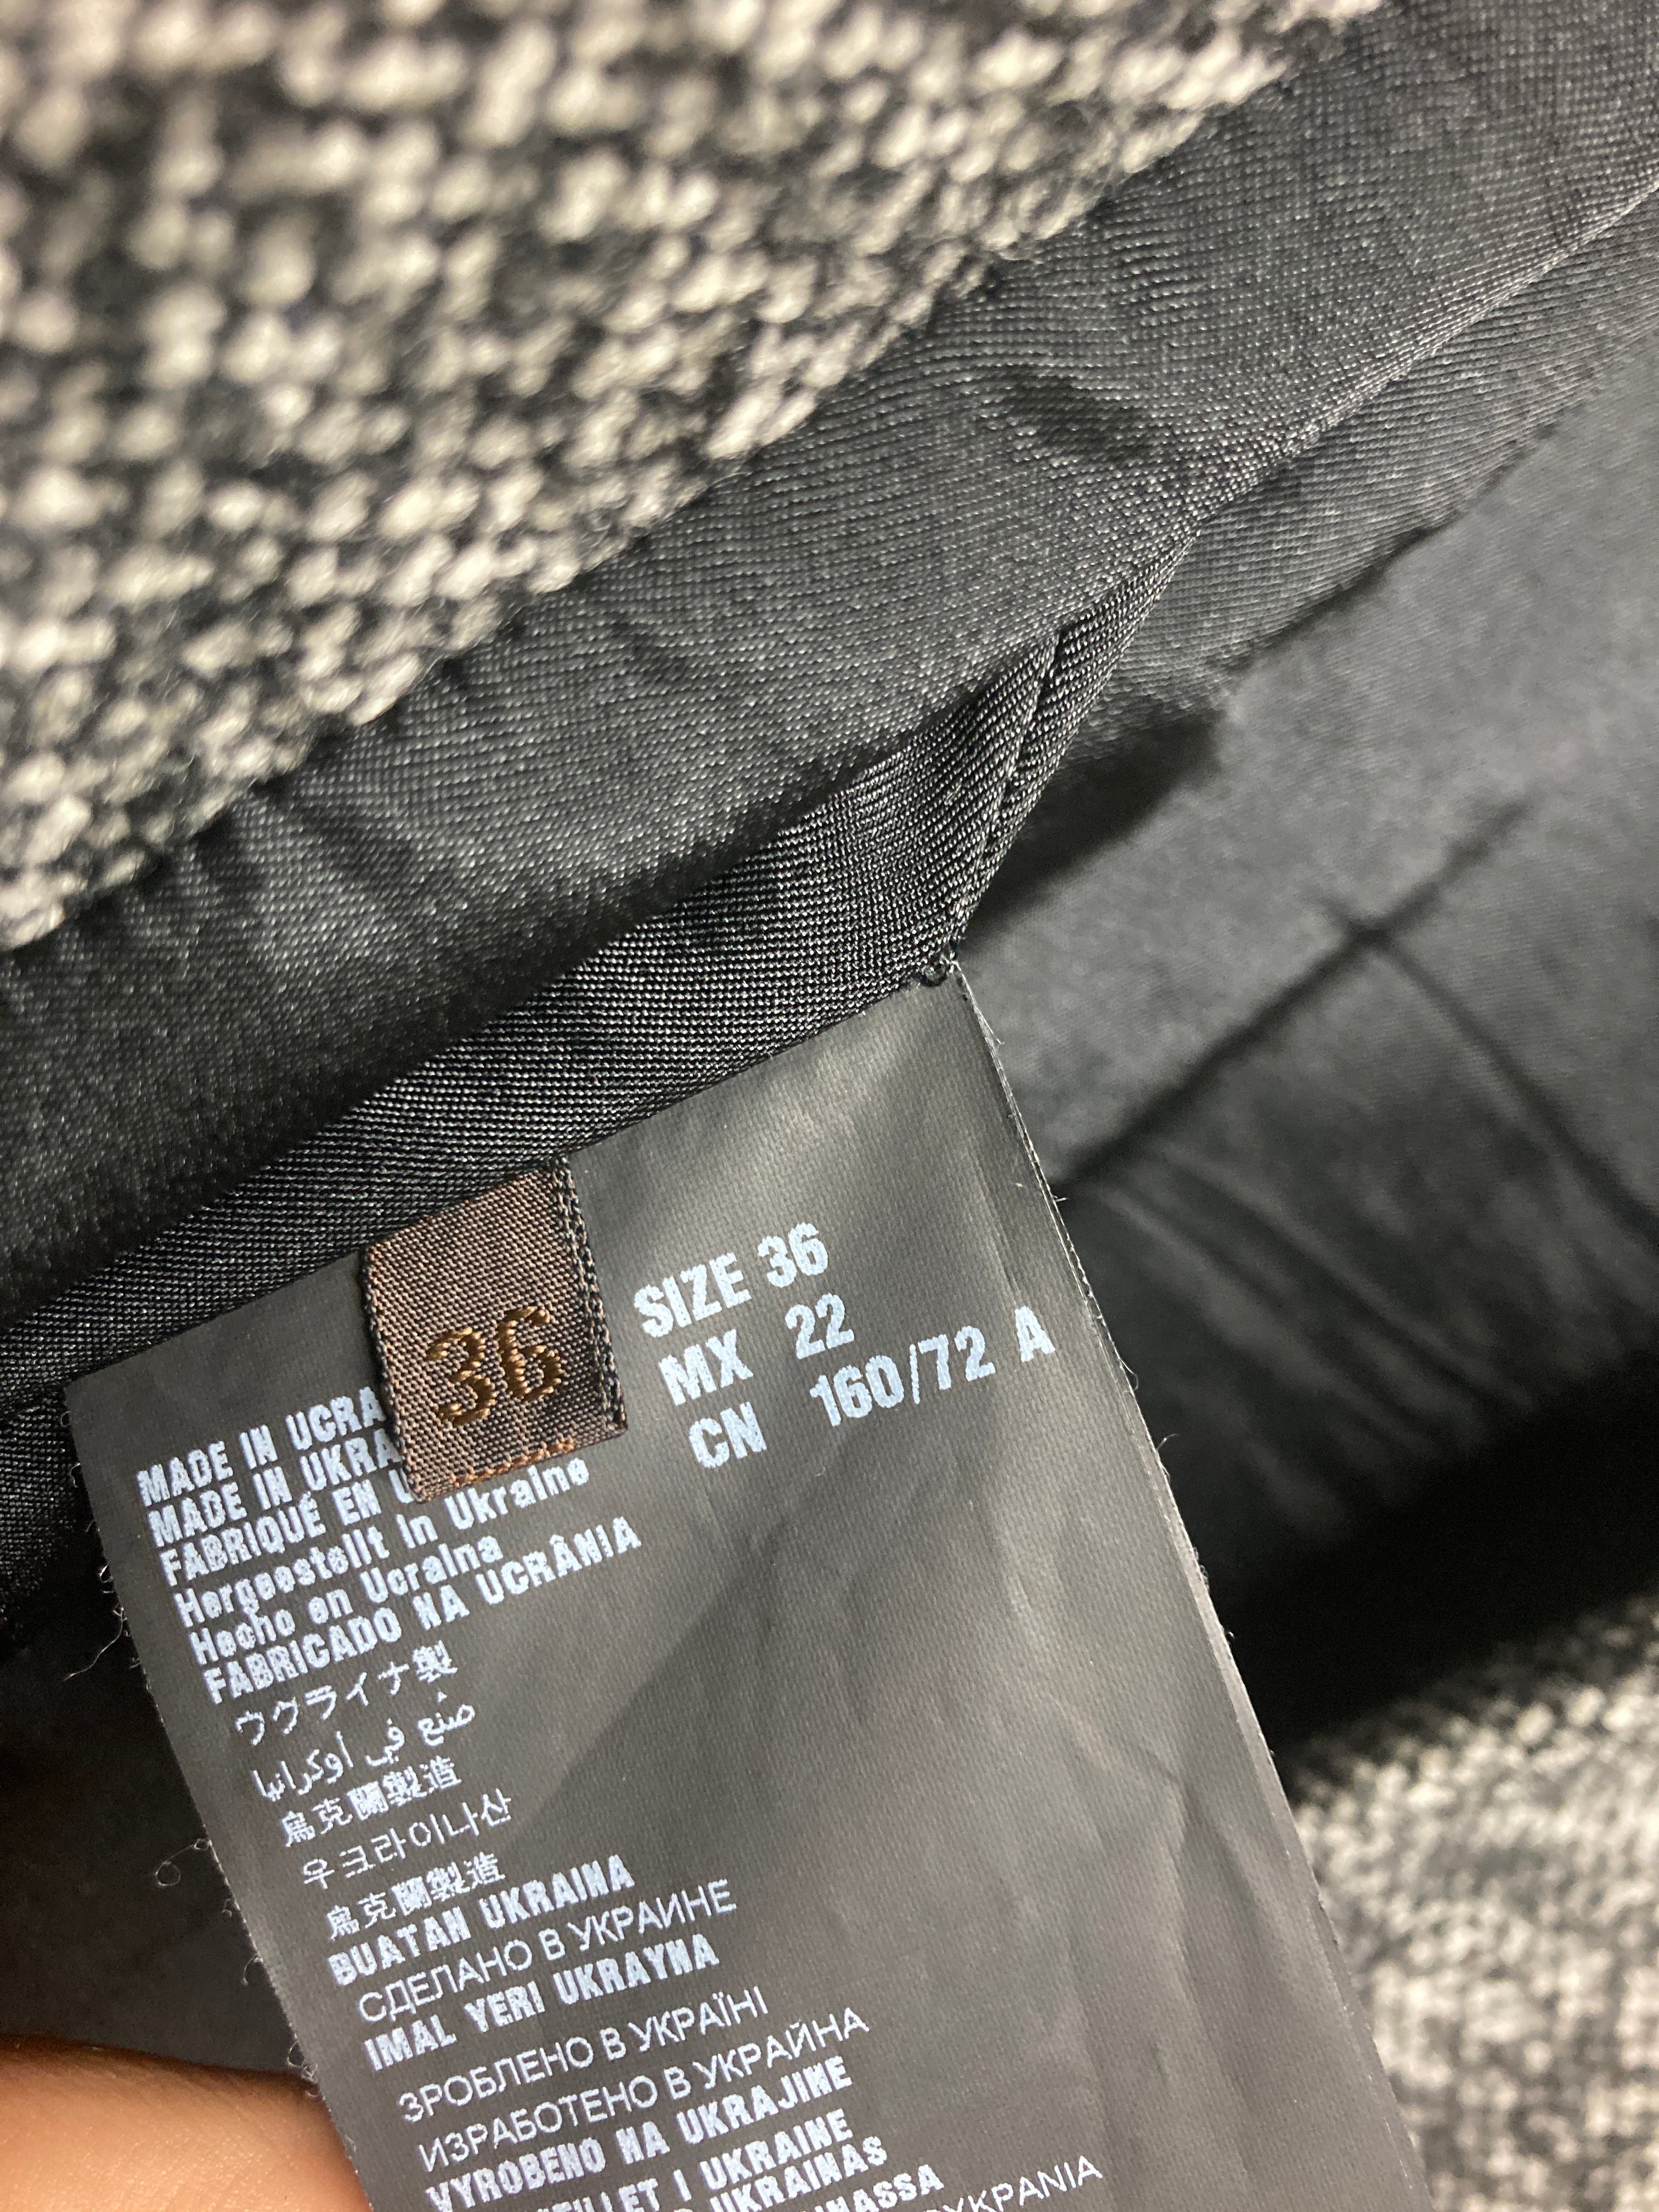 36
SIZE 36
MX 22
CN 160/72 A
MADE IN UCRA
MADE IN UKRA
FABRIQUÉ EN U
Hergestellt in Ukraine
Hecho en Ucraina
FABRICADO NA UCRÂNIA
ウクライナ製
صُنع في أوكرانيا
烏克蘭製造
우크라이나산
烏克蘭製造
BUATAN UKRAINA
СДЕЛАНО В УКРАИНЕ
IMAL YERI UKRAYNA
ЗРОБЛЕНО В УКРАЇНІ
ИЗРАБОТЕНО В УКРАЙНА
VYROBENO NA UKRAJINE
I UKRAINE
UKRAINAS